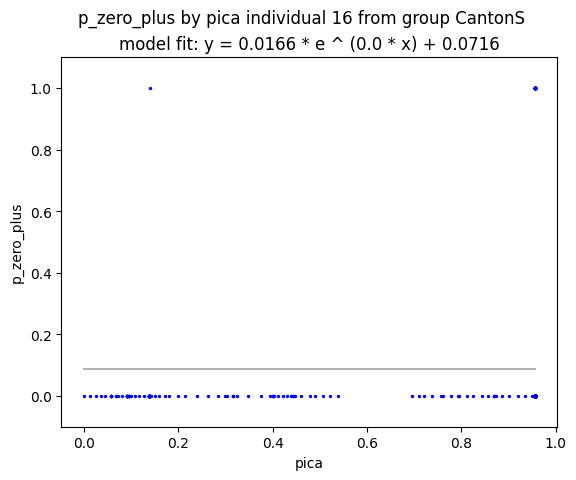 p_zero_plus by pica individual 16 from group CantonS
model fit: y = 0.0166 * e ^ (0.0 * x) + 0.0716
1.0
0.8
0.6
0.4
0.2
0.0
p_zero_plus
0.0 0.2 0.4 0.6 0.8 1.0
pica